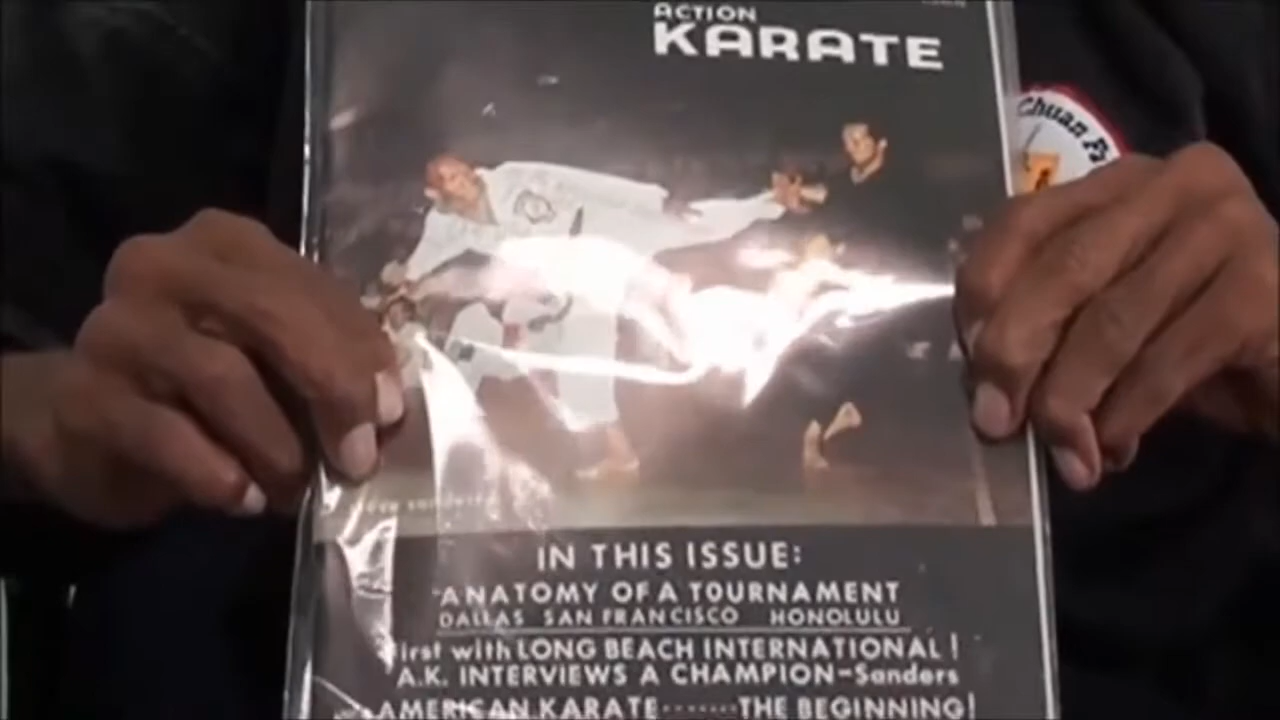 ACTION
KARATE
Chuan
IN THIS ISSUE:
ANATOMY OF A TOURNAMENT
DALLAS SAN FRANCISCO HONOLULU
First with LONG BEACH INTERNATIONAL!
A.K. INTERVIEWS A CHAMPION-Sanders
AMERICAN KARATE-------THE BEGINNING!